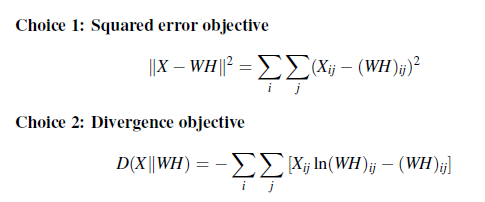 Choice 1: Squared error objective
‖X − WH‖² = ∑ᵢ ∑ⱼ (Xᵢⱼ − (WH)ᵢⱼ)²
Choice 2: Divergence objective
D(X‖WH) = − ∑ᵢ ∑ⱼ [Xᵢⱼ ln(WH)ᵢⱼ − (WH)ᵢⱼ]